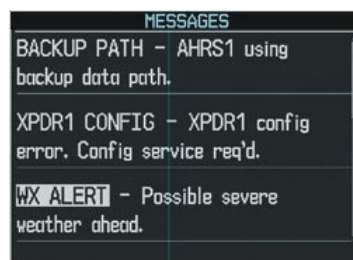 MESSAGES
BACKUP PATH – AHRS1 using
backup data path.
XPDR1 CONFIG – XPDR1 config
error. Config service req'd.
WX ALERT – Possible severe
weather ahead.